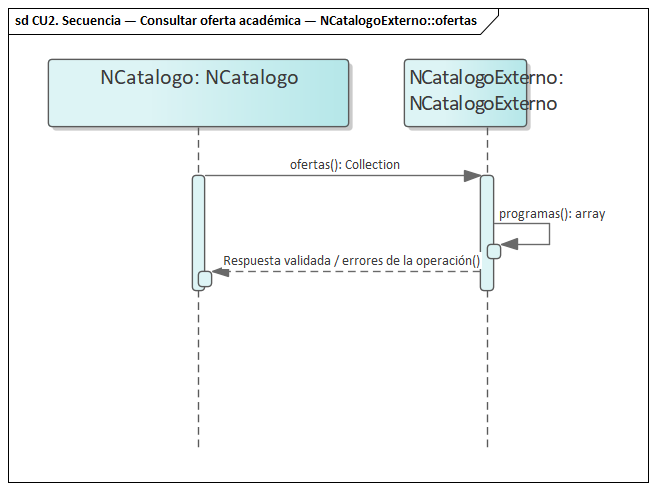 sd CU2. Secuencia — Consultar oferta académica — NCatalogoExterno::ofertas
NCatalogo: NCatalogo
NCatalogoExterno:
NCatalogoExterno
ofertas(): Collection
programas(): array
Respuesta validada / errores de la operación()